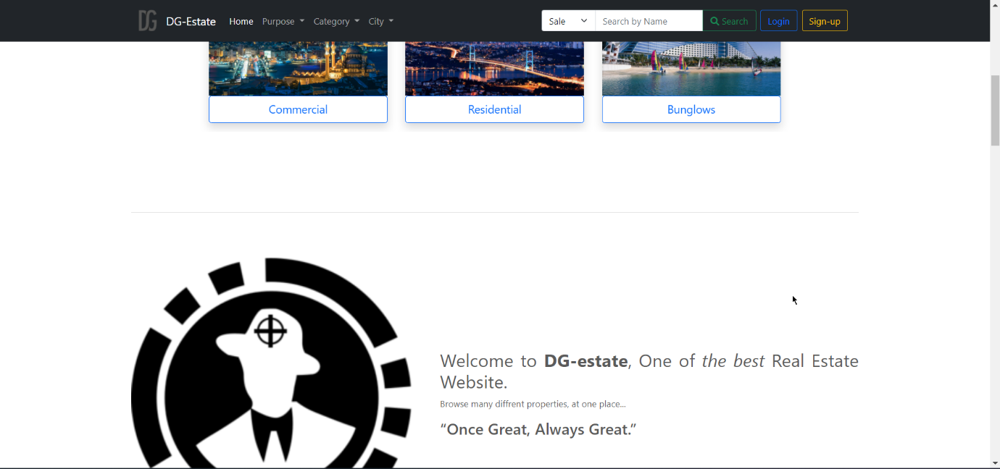 DG DG-Estate Home Purpose Category City Sale Search by Name Search Login Sign-up
Commercial Residential Bunglows
Welcome to DG-estate, One of the best Real Estate
Website.
Browse many diffrent properties, at one place...
“Once Great, Always Great.”